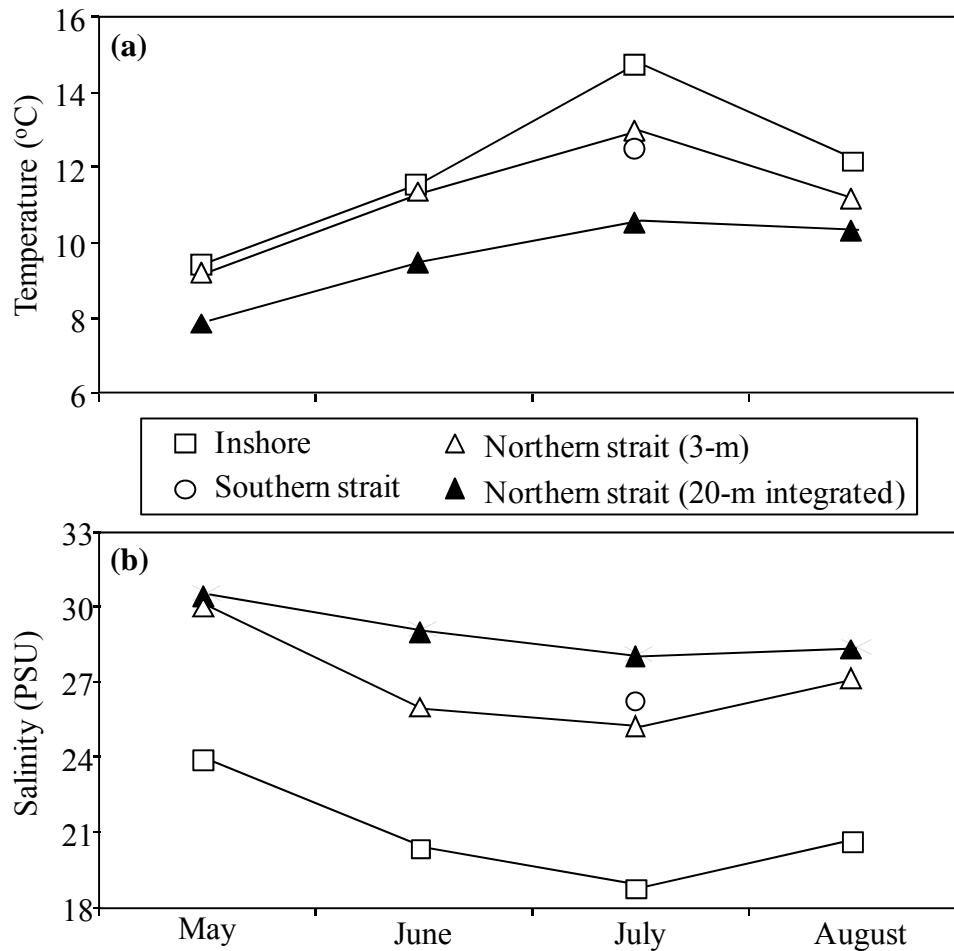 (a)
Temperature (°C)
16
14
12
10
8
6
Inshore
Northern strait (3-m)
Southern strait
Northern strait (20-m integrated)
(b)
Salinity (PSU)
33
30
27
24
21
18
May
June
July
August